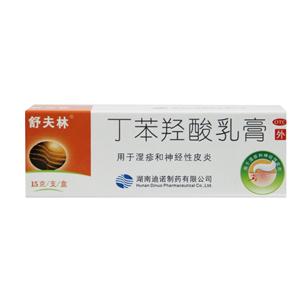 舒夫林
15克/支/盒
丁苯羟酸乳膏
用于湿疹和神经性皮炎
湖南迪诺制药有限公司
Hunan Dinuo Pharmaceutical Co.,Ltd.
OTC
外